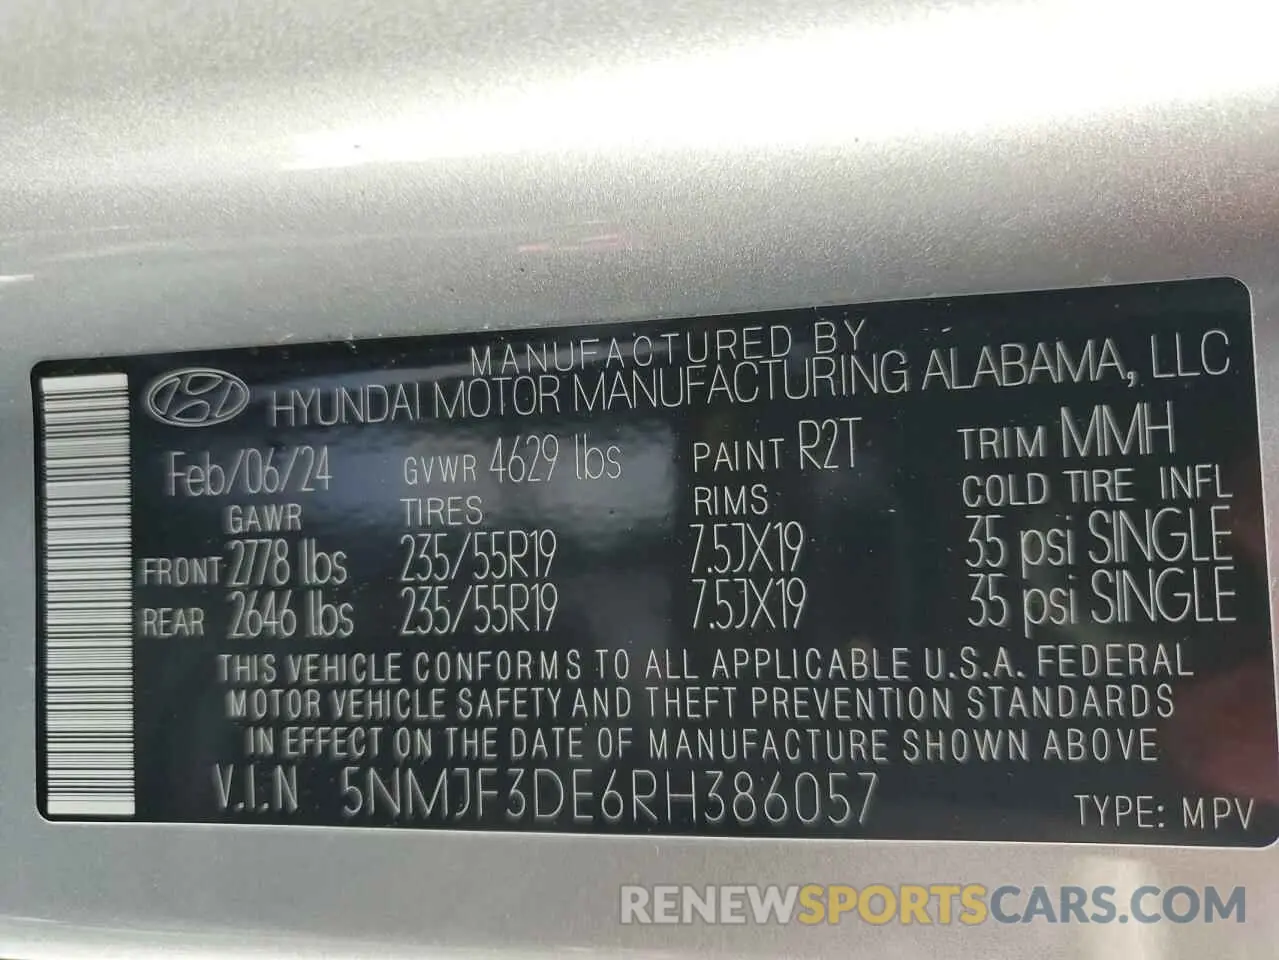 MANUFACTURED BY
HYUNDAI MOTOR MANUFACTURING ALABAMA, LLC
Feb/06/24 GVWR 4629 lbs PAINT R2T TRIM MMH
GAWR TIRES RIMS COLD TIRE INFL
FRONT 2778 lbs 235/55R19 7.5JX19 35 psi SINGLE
REAR 2646 lbs 235/55R19 7.5JX19 35 psi SINGLE
THIS VEHICLE CONFORMS TO ALL APPLICABLE U.S.A. FEDERAL
MOTOR VEHICLE SAFETY AND THEFT PREVENTION STANDARDS
IN EFFECT ON THE DATE OF MANUFACTURE SHOWN ABOVE
V.I.N 5NMJF3DE6RH386057 TYPE: MPV
RENEWSPORTSCARS.COM